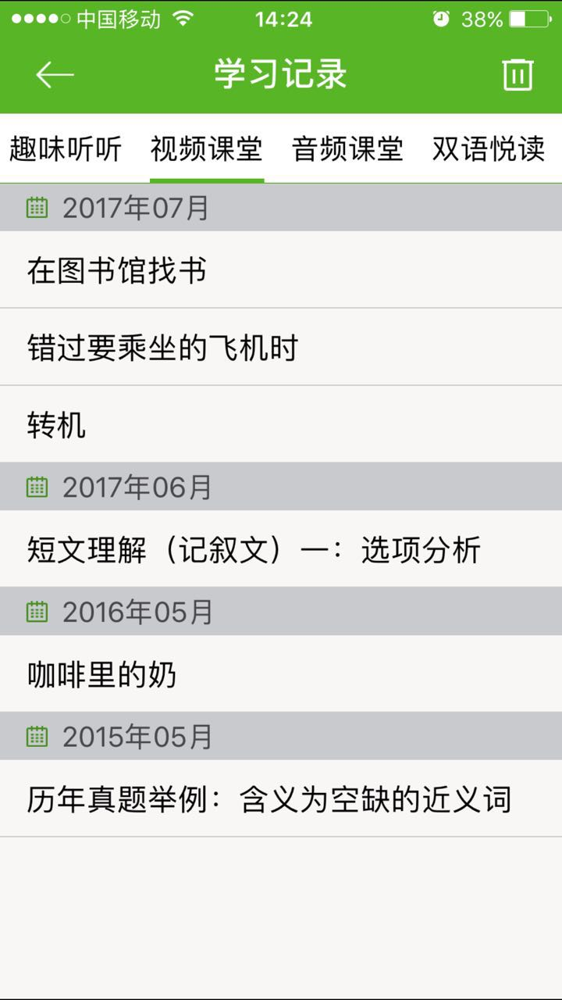 中国移动 14:24 38%
学习记录
趣味听听 视频课堂 音频课堂 双语悦读
2017年07月
在图书馆找书
错过要乘坐的飞机时
转机
2017年06月
短文理解（记叙文）一：选项分析
2016年05月
咖啡里的奶
2015年05月
历年真题举例：含义为空缺的近义词